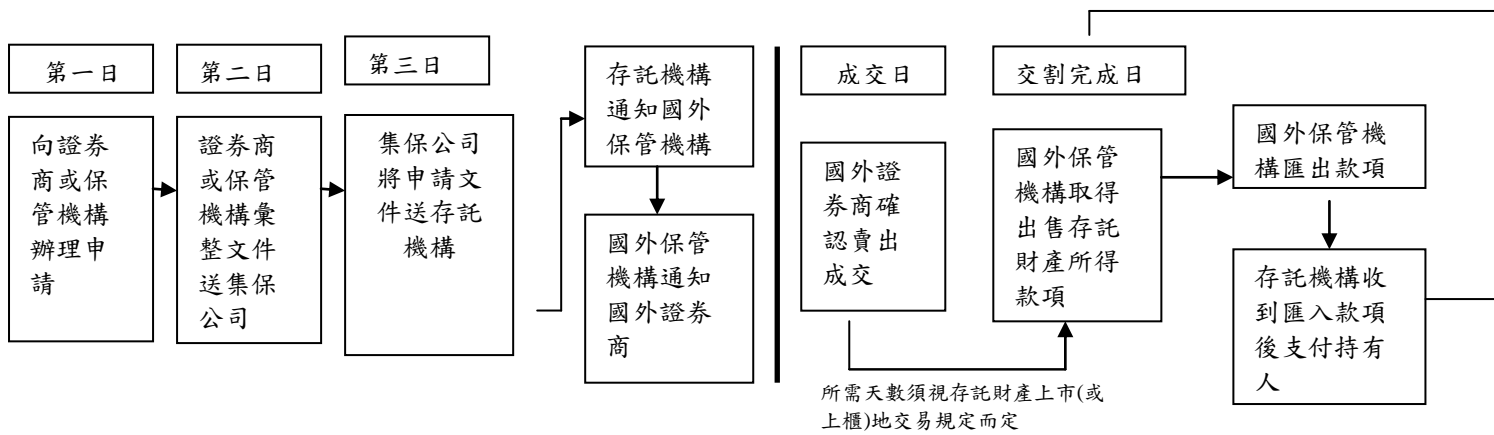 第一日
向證券
商或保
管機構
辦理申
請
第二日
證券商
或保管
機構彙
整文件
送集保
公司
第三日
集保公司
將申請文
件送存託
機構
存託機構
通知國外
保管機構
國外保管
機構通知
國外證券
商
成交日
國外證
券商確
認賣出
成交
交割完成日
國外保管
機構取得
出售存託
財產所得
款項
所需天數須視存託財產上市(或
上櫃)地交易規定而定
國外保管機
構匯出款項
存託機構收
到匯入款項
後支付持有
人